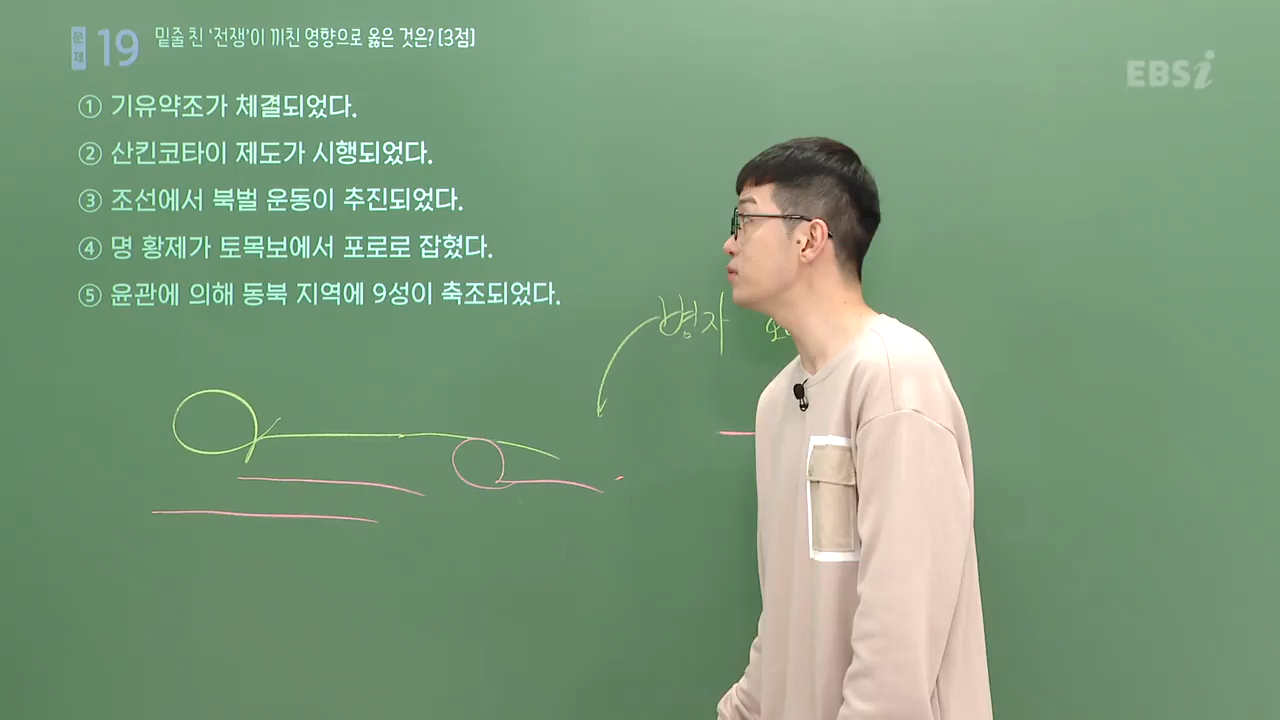 문제 19 밑줄 친 '전쟁'이 끼친 영향으로 옳은 것은? [3점]
① 기유약조가 체결되었다.
② 산킨코타이 제도가 시행되었다.
③ 조선에서 북벌 운동이 추진되었다.
④ 명 황제가 토목보에서 포로로 잡혔다.
⑤ 윤관에 의해 동북 지역에 9성이 축조되었다.
EBSi
병자